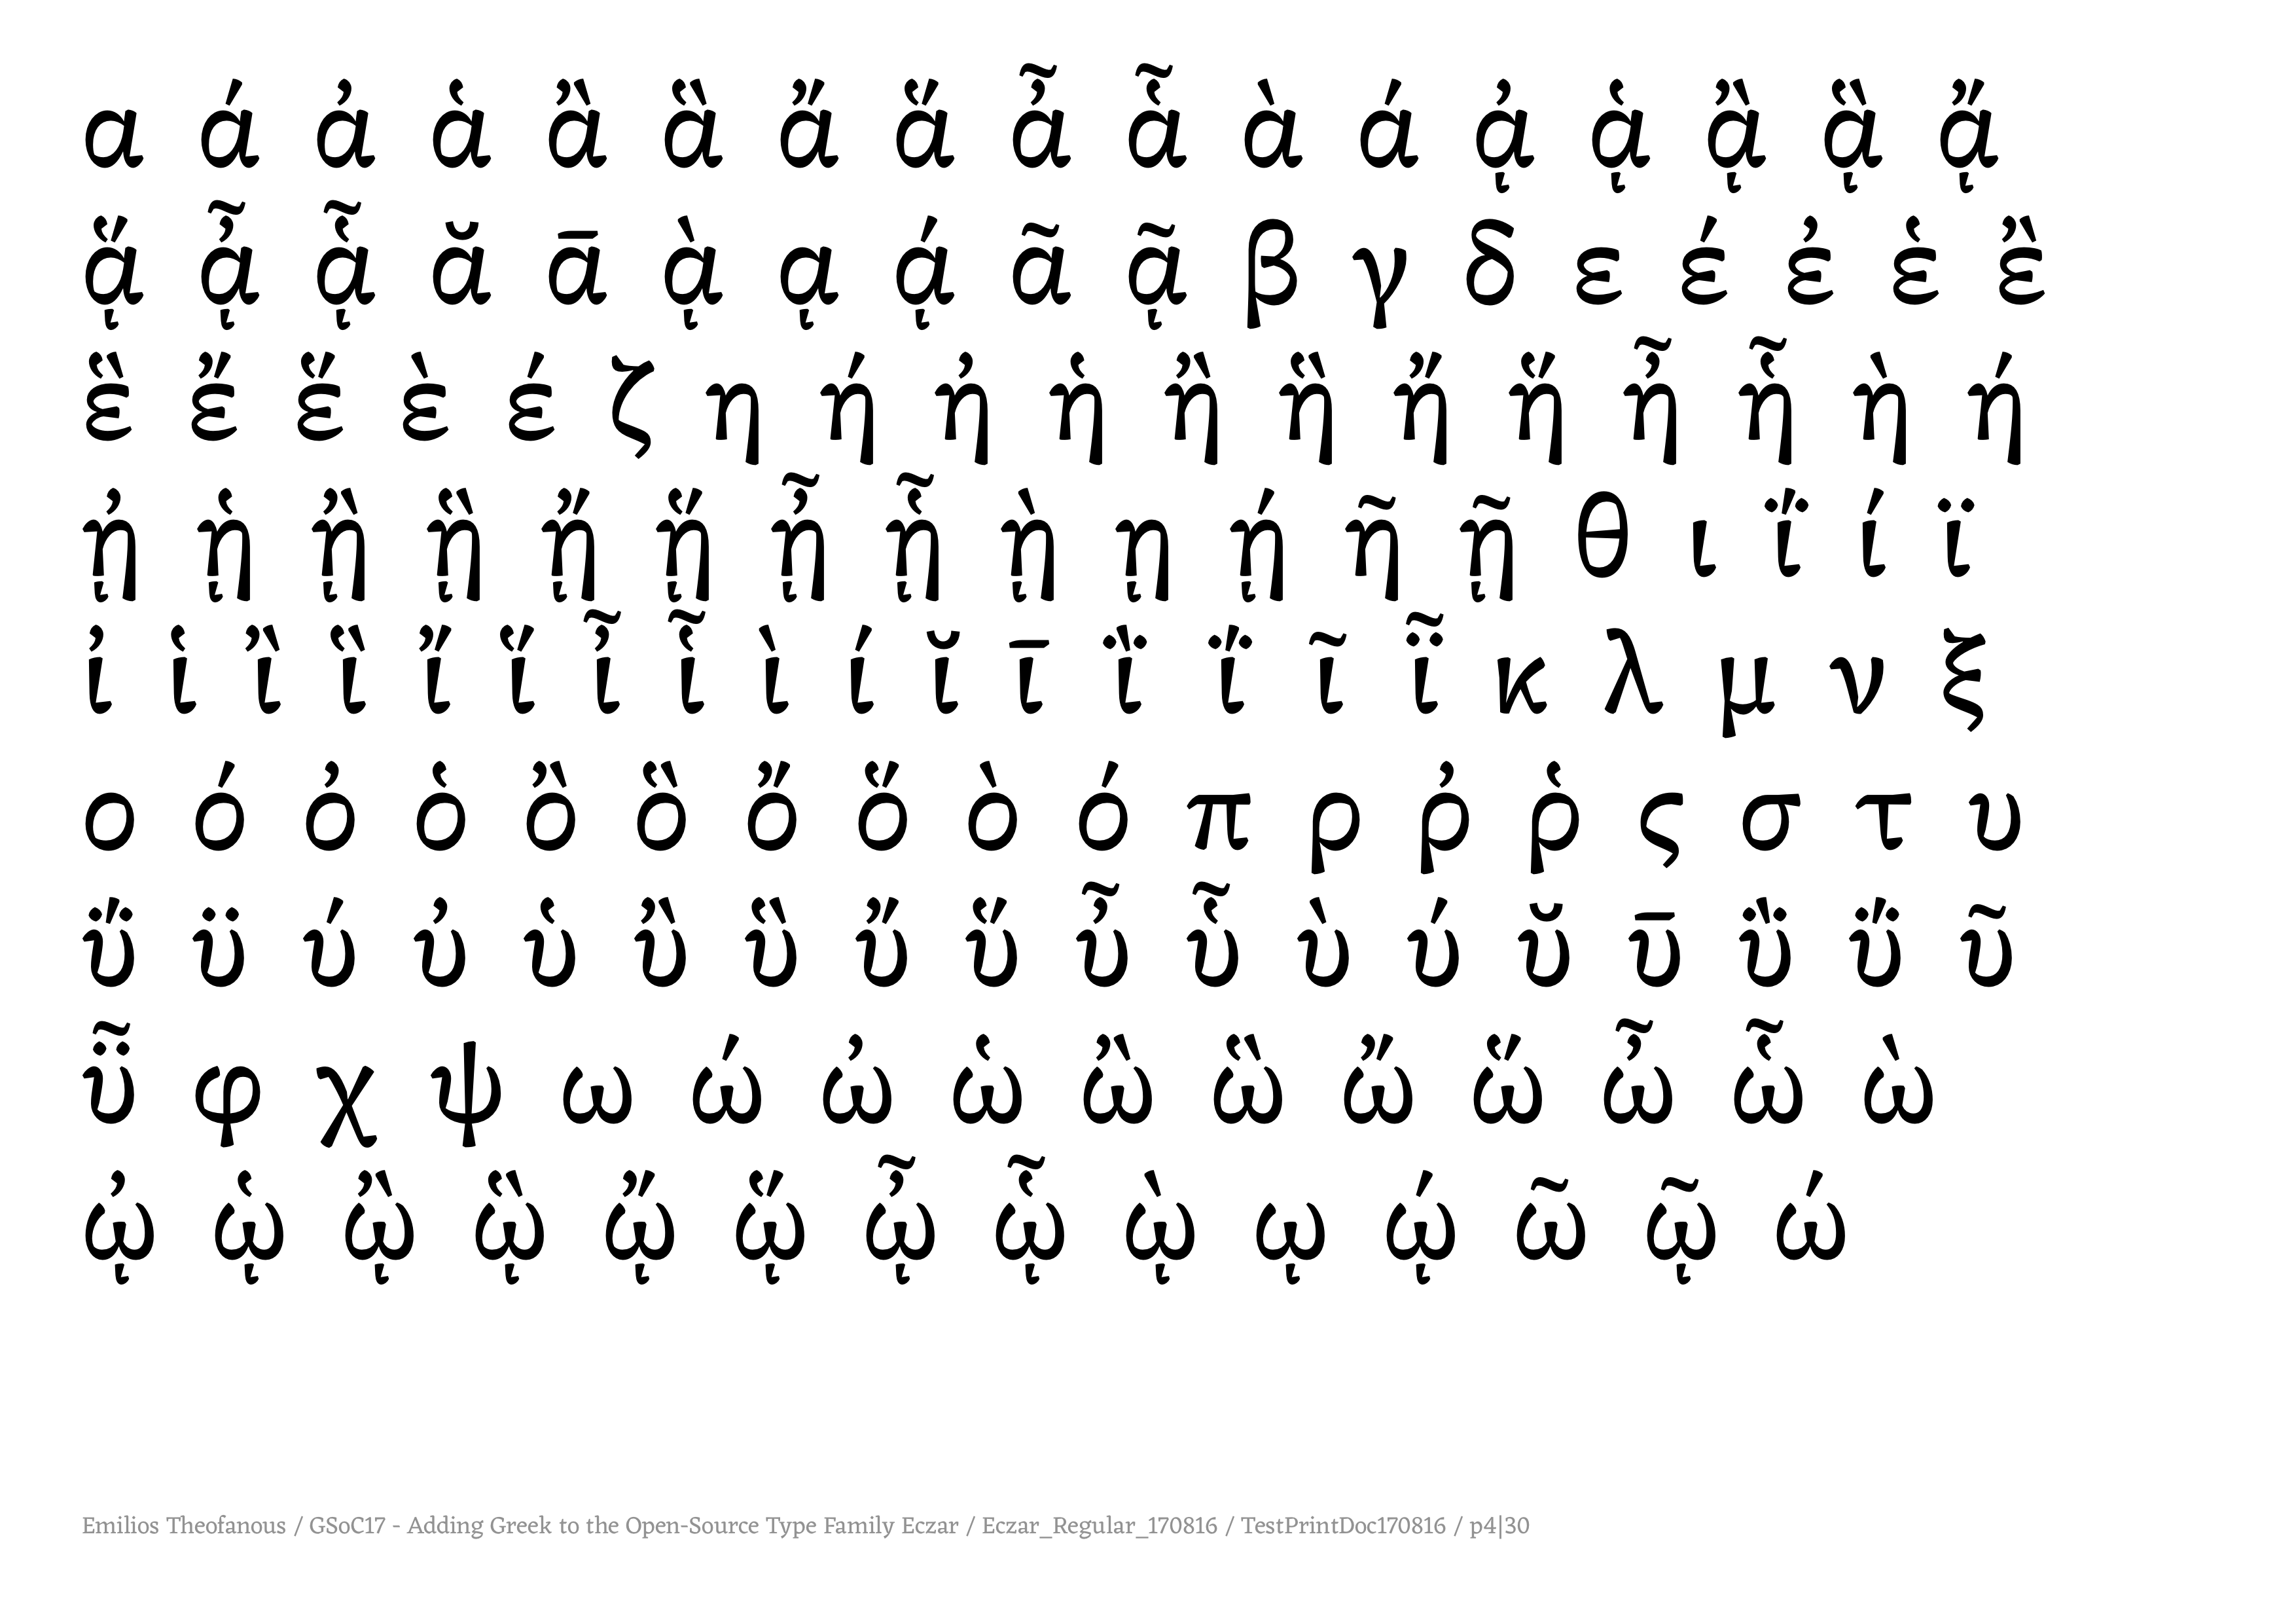 α ά ἀ ἁ ἂ ἃ ἄ ἅ ἆ ἇ ὰ ά ᾀ ᾁ ᾂ ᾃ ᾄ
ᾅ ᾆ ᾇ ᾰ ᾱ ᾲ ᾳ ᾴ ᾶ ᾷ β γ δ ε έ ἐ ἑ ἒ
ἓ ἔ ἕ ὲ έ ζ η ή ἠ ἡ ἢ ἣ ἤ ἥ ἦ ἧ ὴ ή
ᾐ ᾑ ᾒ ᾓ ᾔ ᾕ ᾖ ᾗ ῂ ῃ ῄ ῆ ῇ θ ι ΐ ί ϊ
ἰ ἱ ἲ ἳ ἴ ἵ ἶ ἷ ὶ ί ῐ ῑ ῒ ΐ ῖ ῗ κ λ μ ν ξ
ο ό ὀ ὁ ὂ ὃ ὄ ὅ ὸ ό π ρ ῤ ῥ ς σ τ υ
ΰ ϋ ύ ὐ ὑ ὒ ὓ ὔ ὕ ὖ ὗ ὺ ύ ῠ ῡ ῢ ΰ ῦ
ῧ φ χ ψ ω ώ ὠ ὡ ὢ ὣ ὤ ὥ ὦ ὧ ὼ
ᾠ ᾡ ᾢ ᾣ ᾤ ᾥ ᾦ ᾧ ῲ ῳ ῴ ῶ ῷ ώ
Emilios Theofanous / GSoC17 - Adding Greek to the Open-Source Type Family Eczar / Eczar_Regular_170816 / TestPrintDoc170816 / p4|30